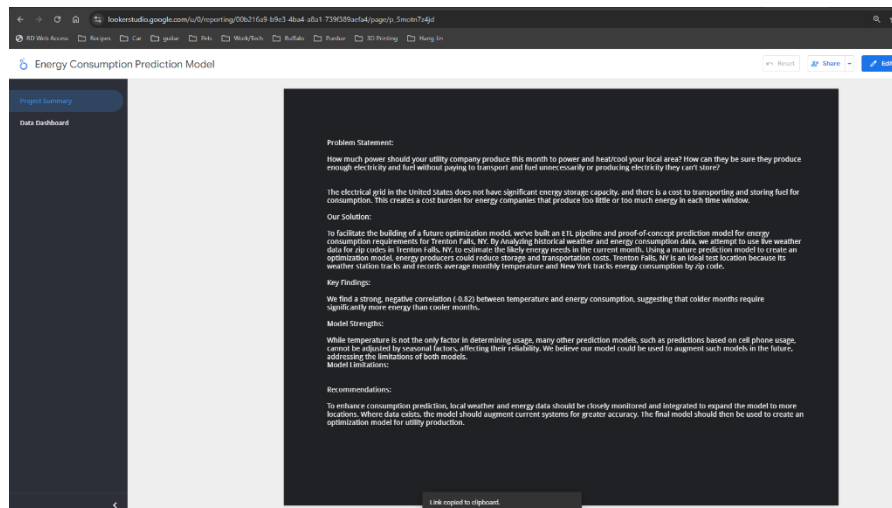 lookerstudio.google.com/u/0/reporting/00b216a9-b9e3-4ba4-a8a1-739f389aefa4/page/p_5motn7z4jd
RD Web Access Recipes Car guitar Pets Work/Tech Buffalo Purdue 3D Printing Hang In
Energy Consumption Prediction Model
Reset Share
Project Summary
Data Dashboard
Problem Statement:
How much power should your utility company produce this month to power and heat/cool your local area? How can they be sure they produce
enough electricity and fuel without paying to transport and fuel unnecessarily or producing electricity they can't store?
The electrical grid in the United States does not have significant energy storage capacity, and there is a cost to transporting and storing fuel for
consumption. This creates a cost burden for energy companies that produce too little or too much energy in each time window.
Our Solution:
To facilitate the building of a future optimization model, we've built an ETL pipeline and proof-of-concept prediction model for energy
consumption requirements for Trenton Falls, NY. By Analyzing historical weather and energy consumption data, we attempt to use live weather
data for zip codes in Trenton Falls, NY, to estimate the likely energy needs in the current month. Using a mature prediction model to create an
optimization model, energy producers could reduce storage and transportation costs. Trenton Falls, NY is an ideal test location because its
weather station tracks and records average monthly temperature and New York tracks energy consumption by zip code.
Key Findings:
We find a strong, negative correlation (-0.82) between temperature and energy consumption, suggesting that colder months require
significantly more energy than cooler months.
Model Strengths:
While temperature is not the only factor in determining usage, many other prediction models, such as predictions based on cell phone usage,
cannot be adjusted by seasonal factors, affecting their reliability. We believe our model could be used to augment such models in the future,
addressing the limitations of both models.
Model Limitations:
Recommendations:
To enhance consumption prediction, local weather and energy data should be closely monitored and integrated to expand the model to more
locations. Where data exists, the model should augment current systems for greater accuracy. The final model should then be used to create an
optimization model for utility production.
Link copied to clipboard.